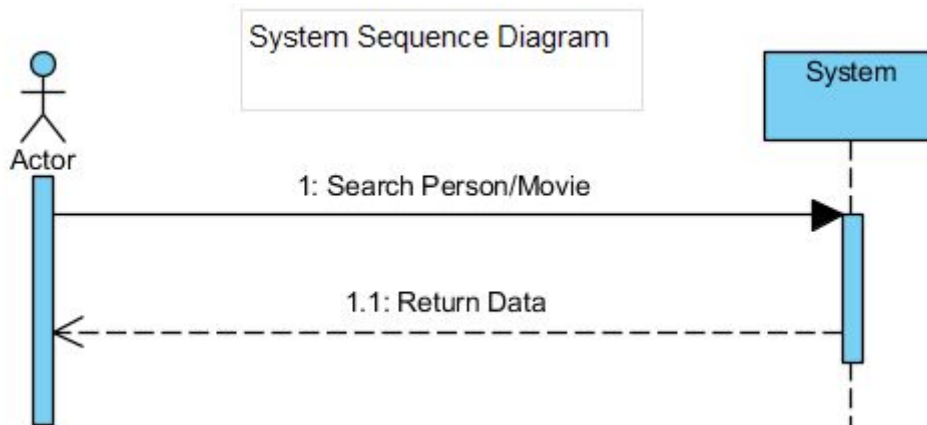 System Sequence Diagram
System
Actor
1: Search Person/Movie
1.1: Return Data